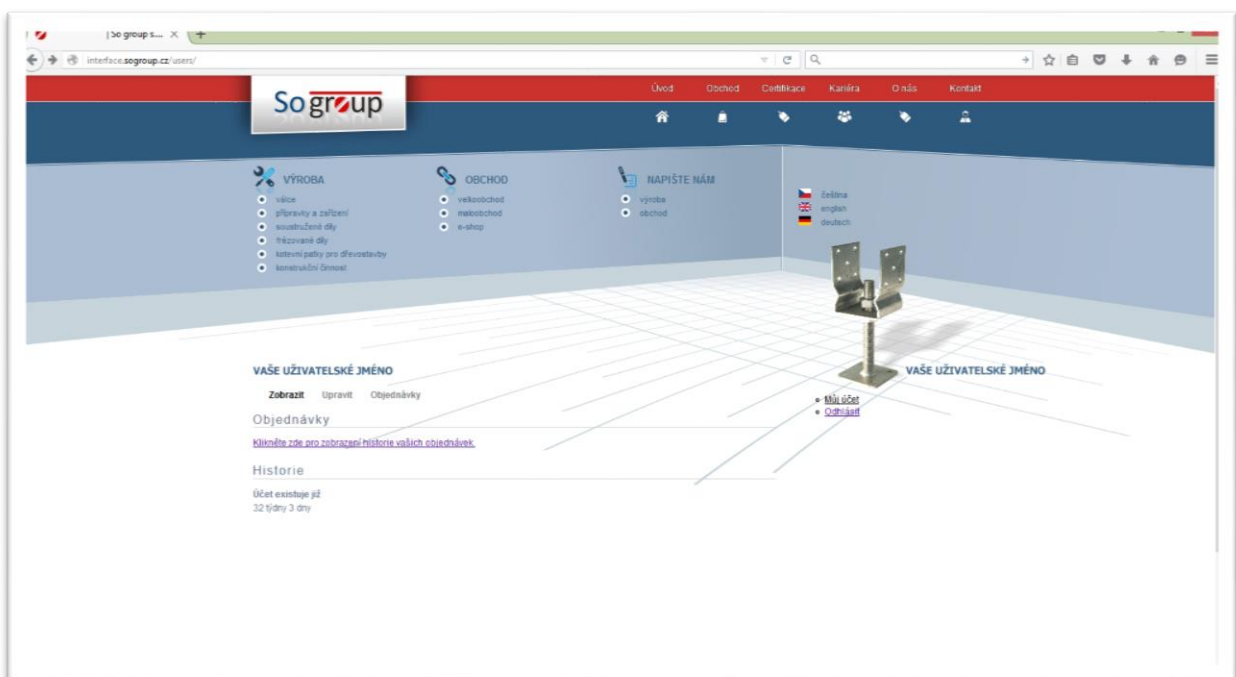 | So group s....
interface.sogroup.cz/users/
So group
Úvod Obchod Certifikace Kariéra O nás Kontakt
VÝROBA
válce
přípravky a zařízení
soustružené díly
frézované díly
kotevní patky pro dřevostavby
konstrukční činnost
OBCHOD
velkoobchod
maloobchod
e-shop
NAPIŠTE NÁM
výroba
obchod
čeština
english
deutsch
VAŠE UŽIVATELSKÉ JMÉNO
Zobrazit Upravit Objednávky
Objednávky
Klikněte zde pro zobrazení historie vašich objednávek.
Historie
Účet existuje již
32 týdny 3 dny
VAŠE UŽIVATELSKÉ JMÉNO
Můj účet
Odhlásit